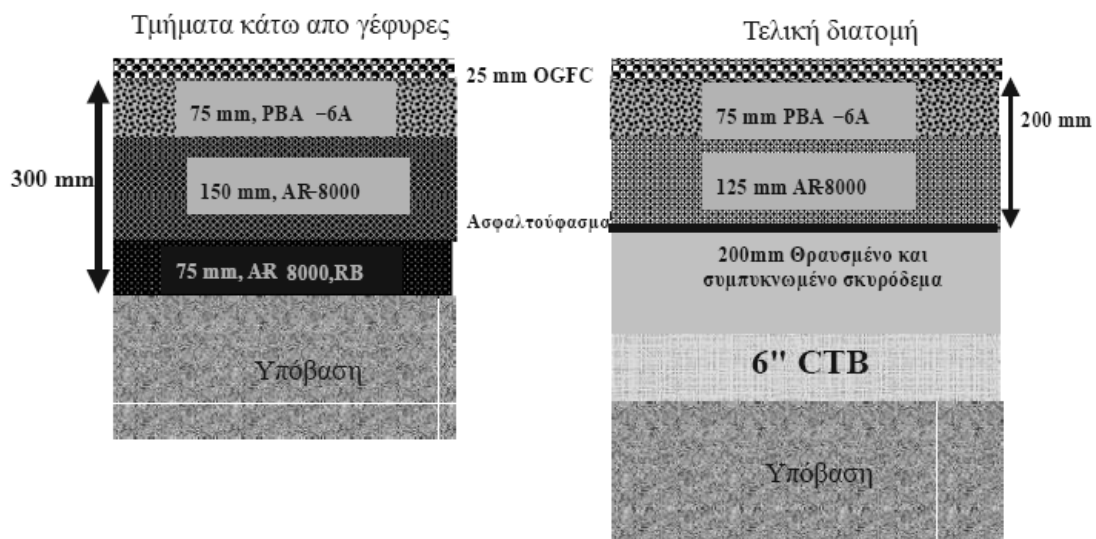 Τμήματα κάτω απο γέφυρες
300 mm
75 mm, PBA –6A
150 mm, AR–8000
75 mm, AR 8000,RB
Υπόβαση
25 mm OGFC
Ασφαλτούφασμα
Τελική διατομή
75 mm PBA –6A
125 mm AR–8000
200 mm
200mm Θραυσμένο και
συμπυκνωμένο σκυρόδεμα
6" CTB
Υπόβαση